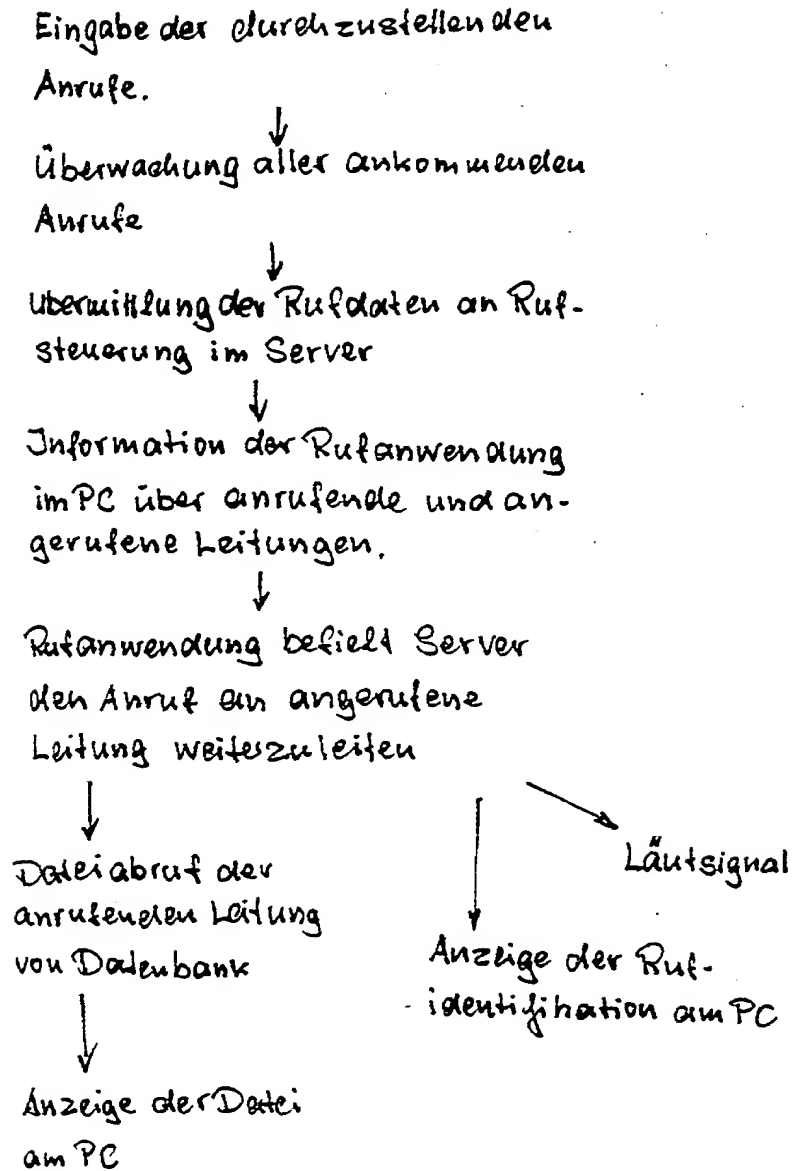 Eingabe der durchzustellenden
Anrufe.
Überwachung aller ankommenden
Anrufe
Übermittlung der Rufdaten an Ruf-
steuerung im Server
Information der Rufanwendung
im PC über anrufende und an-
gerufene Leitungen.
Rufanwendung befielt Server
den Anruf an angerufene
Leitung weiterzuleiten
Dateiabruf der
anrufenden Leitung
von Datenbank
Läutsignal
Anzeige der Ruf-
identifikation am PC
Anzeige der Datei
am PC